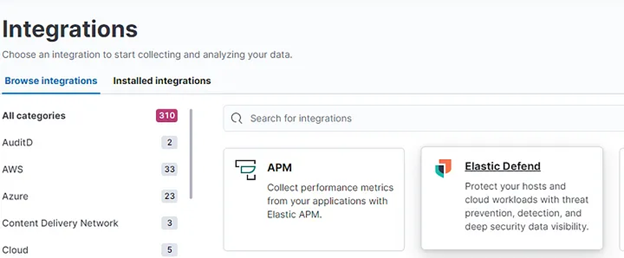 Integrations
Choose an integration to start collecting and analyzing your data.
Browse integrations
Installed integrations
All categories 310
AuditD 2
AWS 33
Azure 23
Content Delivery Network 3
Cloud 5
Search for integrations
APM
Collect performance metrics
from your applications with
Elastic APM.
Elastic Defend
Protect your hosts and
cloud workloads with threat
prevention, detection, and
deep security data visibility.